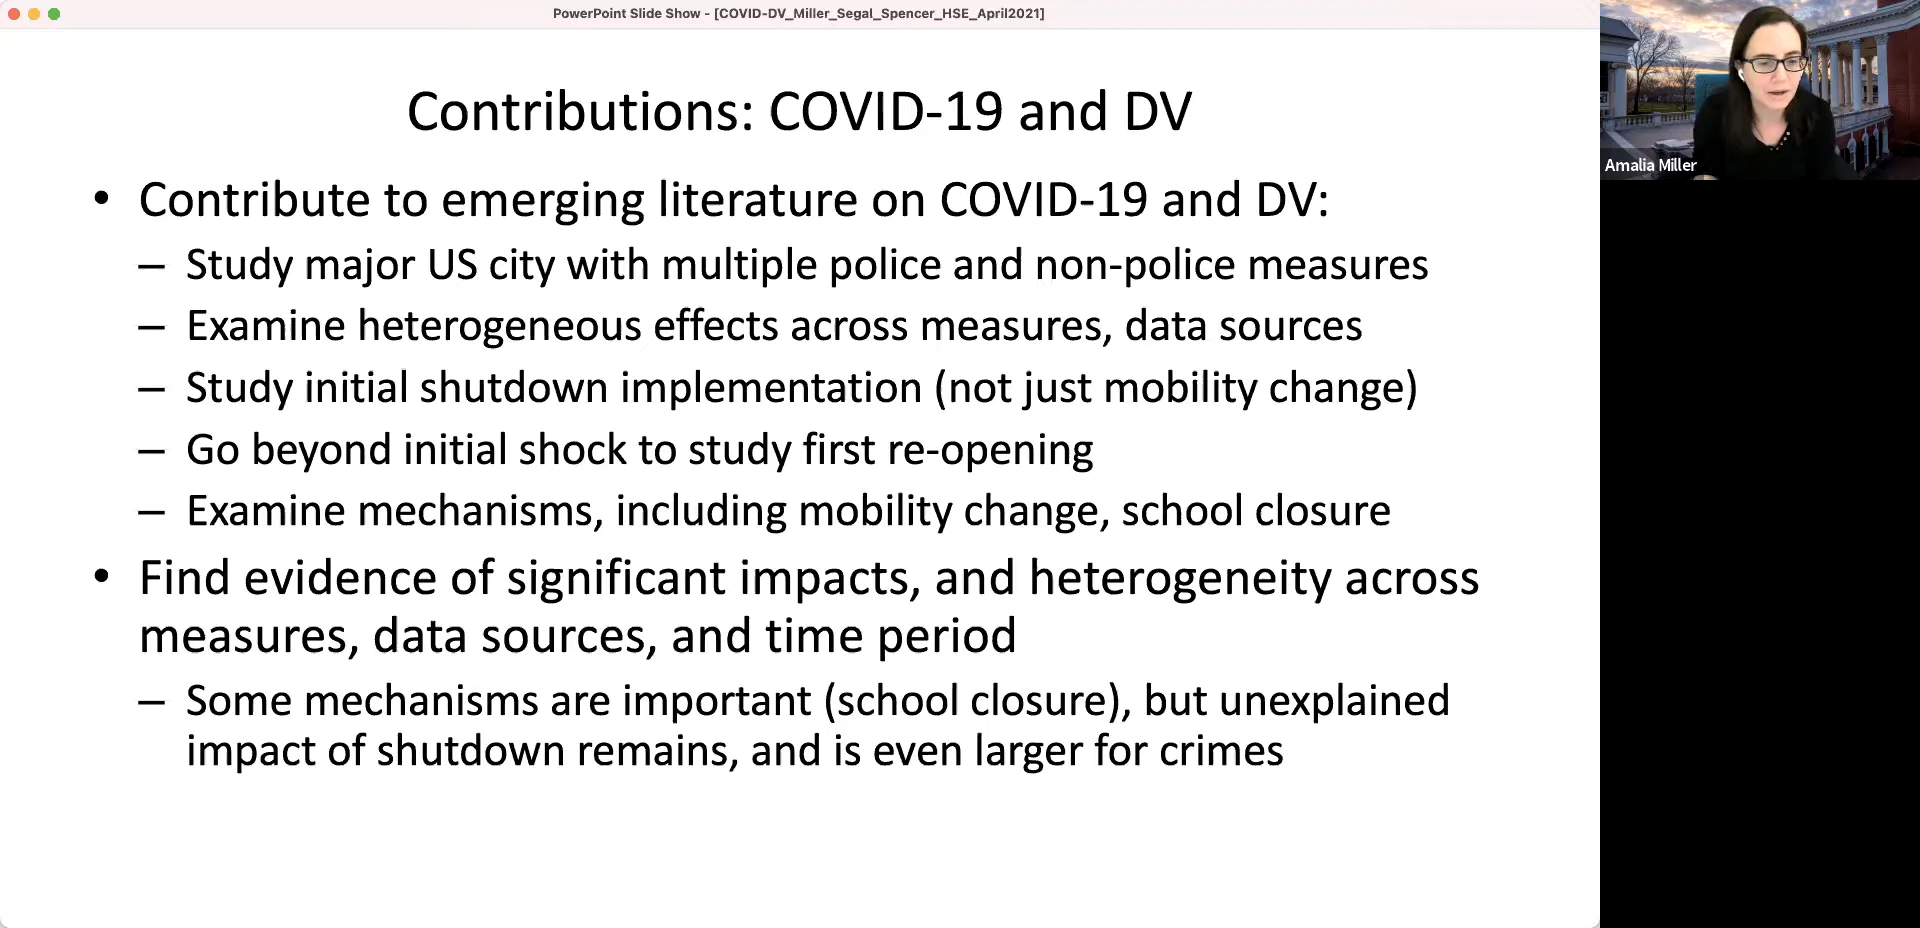 PowerPoint Slide Show - [COVID-DV_Miller_Segal_Spencer_HSE_April2021]
Contributions: COVID-19 and DV
• Contribute to emerging literature on COVID-19 and DV:
– Study major US city with multiple police and non-police measures
– Examine heterogeneous effects across measures, data sources
– Study initial shutdown implementation (not just mobility change)
– Go beyond initial shock to study first re-opening
– Examine mechanisms, including mobility change, school closure
• Find evidence of significant impacts, and heterogeneity across
measures, data sources, and time period
– Some mechanisms are important (school closure), but unexplained
impact of shutdown remains, and is even larger for crimes
Amalia Miller